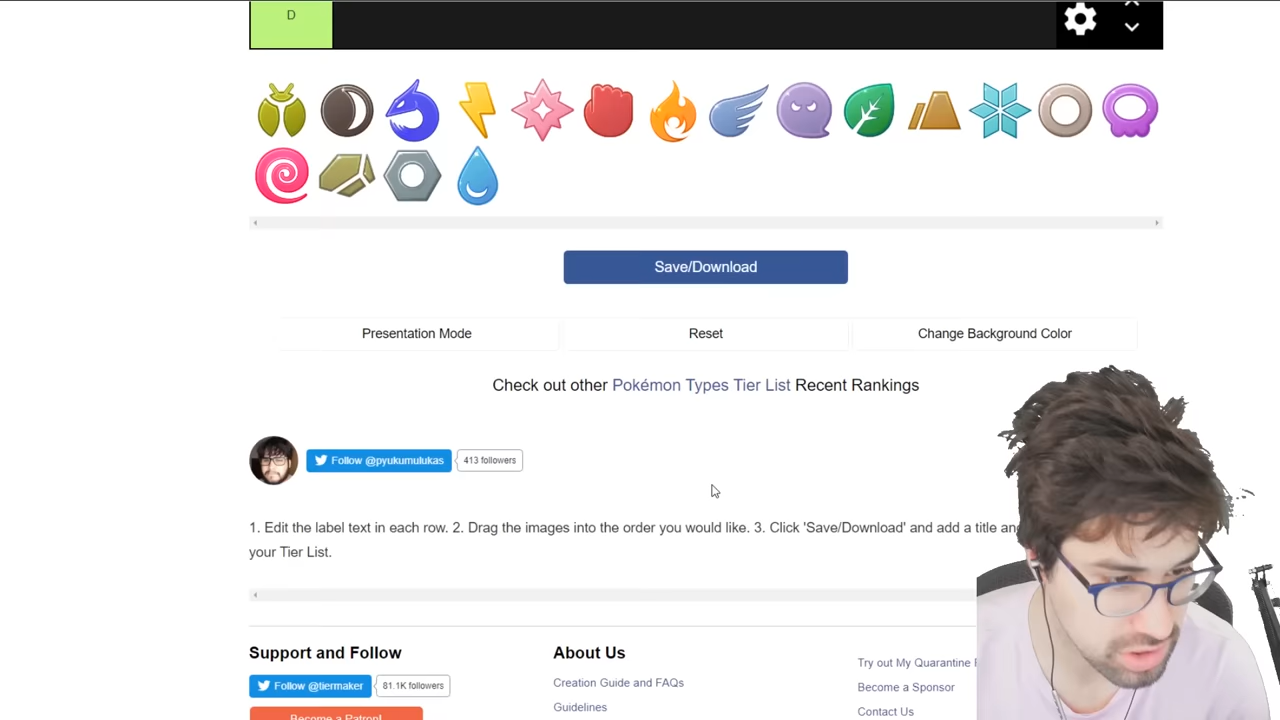 D
Save/Download
Presentation Mode
Reset
Change Background Color
Check out other Pokémon Types Tier List Recent Rankings
Follow @pyukumulukas
413 followers
1. Edit the label text in each row. 2. Drag the images into the order you would like. 3. Click 'Save/Download' and add a title
your Tier List.
Support and Follow
About Us
Follow @tiermaker
81.1K followers
Creation Guide and FAQs
Try out My Quarantine
Become a Patron!
Guidelines
Become a Sponsor
Contact Us